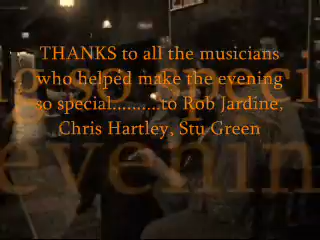 THANKS to all the musicians
who helped make the evening
so special..........to Rob Jardine,
Chris Hartley, Stu Green